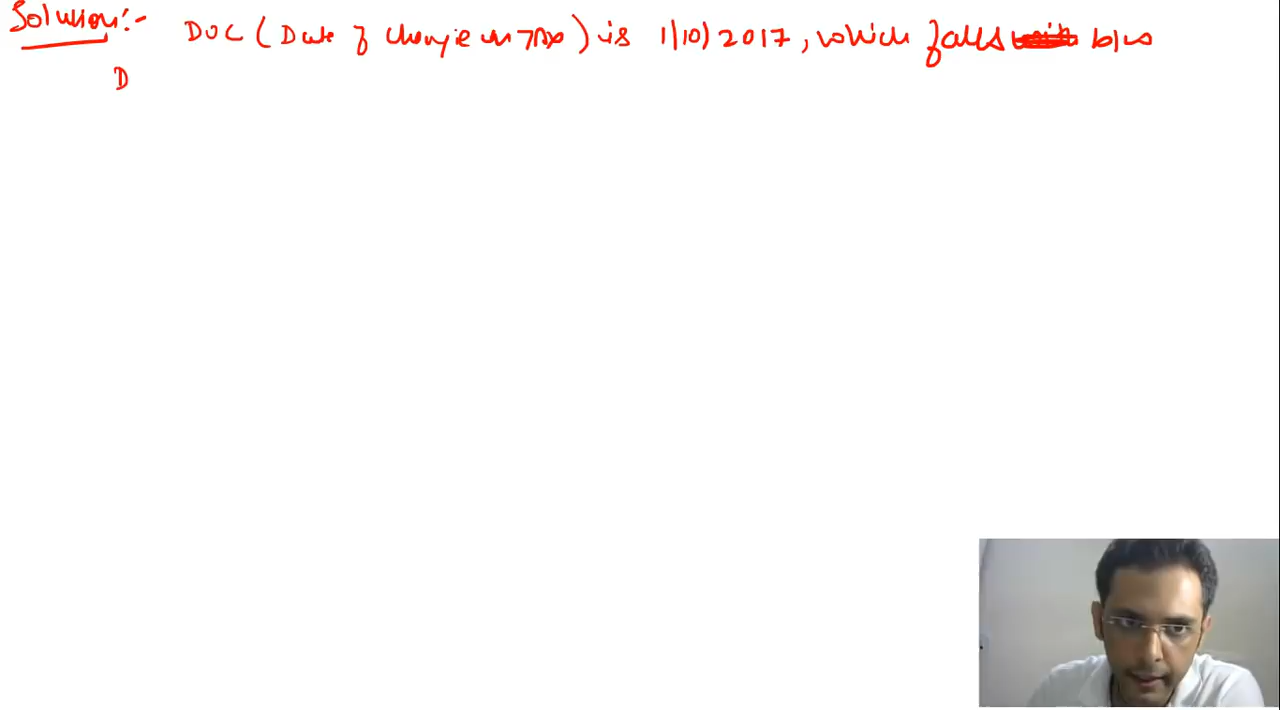 Solution:-
DOC (Date of change in tax) is 1/10/2017, which falls b/w
D